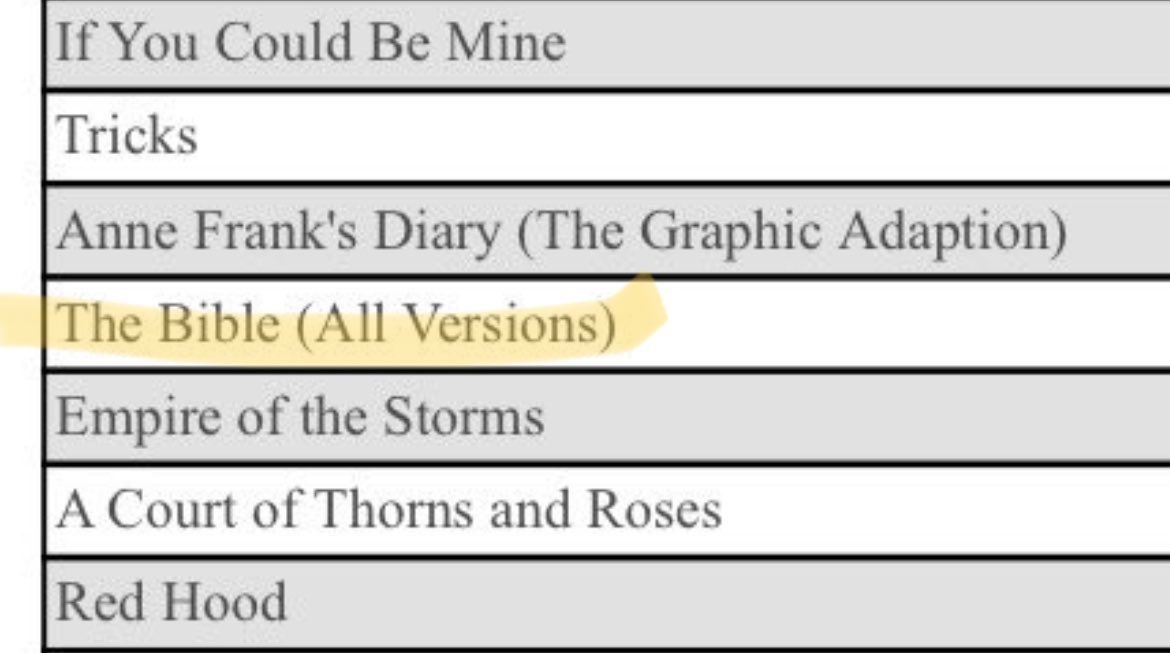 If You Could Be Mine
Tricks
Anne Frank's Diary (The Graphic Adaption)
The Bible (All Versions)
Empire of the Storms
A Court of Thorns and Roses
Red Hood